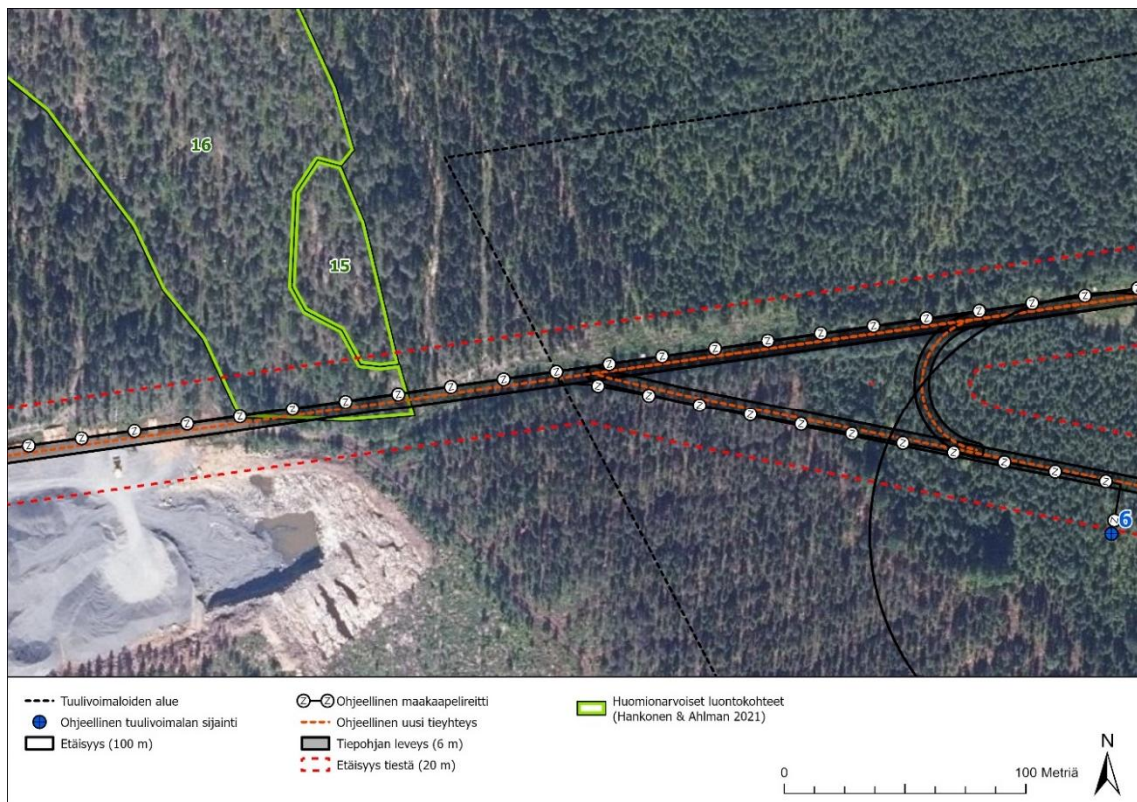 16
15
6
Tuulivoimaloiden alue
Ohjeellinen tuulivoimalan sijainti
Etäisyys (100 m)
Ohjeellinen maakaapelireitti
Ohjeellinen uusi tieyhteys
Tiepohjan leveys (6 m)
Etäisyys tiestä (20 m)
Huomionarvoiset luontokohteet
(Hankonen & Ahlman 2021)
0 100 Metriä
N